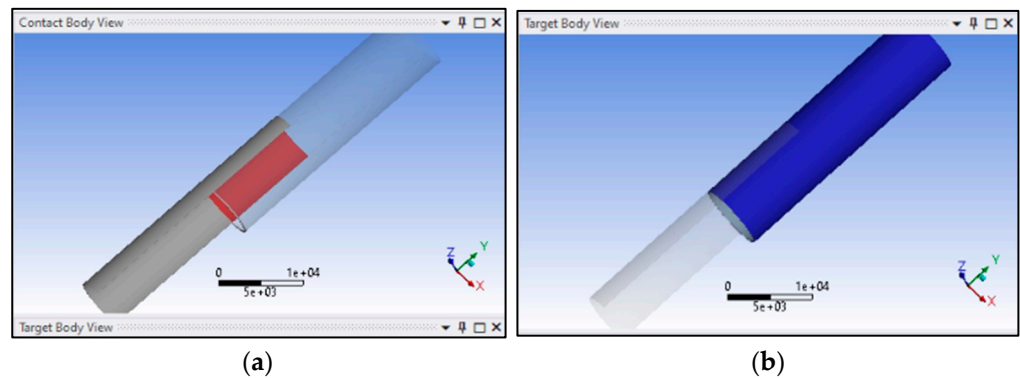 Contact Body View
Z
Y
X
0
1e+04
5e+03
Target Body View
(a)
Target Body View
Z
Y
X
0
1e+04
5e+03
(b)